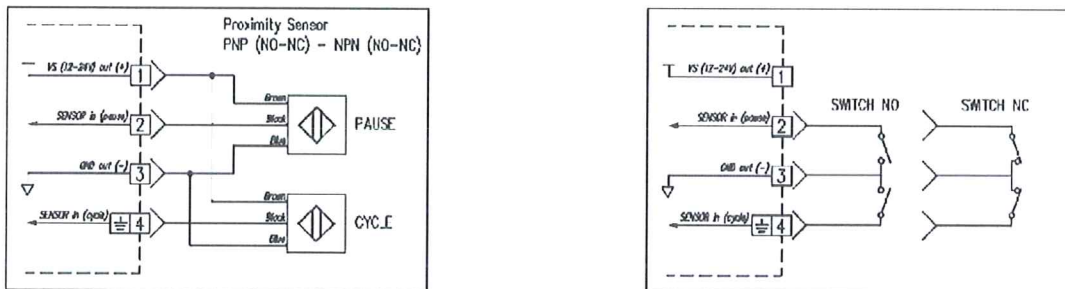 Proximity Sensor
PNP (NO-NC) - NPN (NO-NC)
VS (12-24V) out (+)
1
Brown
SENSOR in (pause)
2
Black
PAUSE
Blue
GND out (-)
3
Brown
SENSOR in (cycle)
4
Black
CYCLE
Blue
VS (12-24V) out (+)
1
SWITCH NO
SWITCH NC
SENSOR in (pause)
2
GND out (-)
3
SENSOR in (cycle)
4